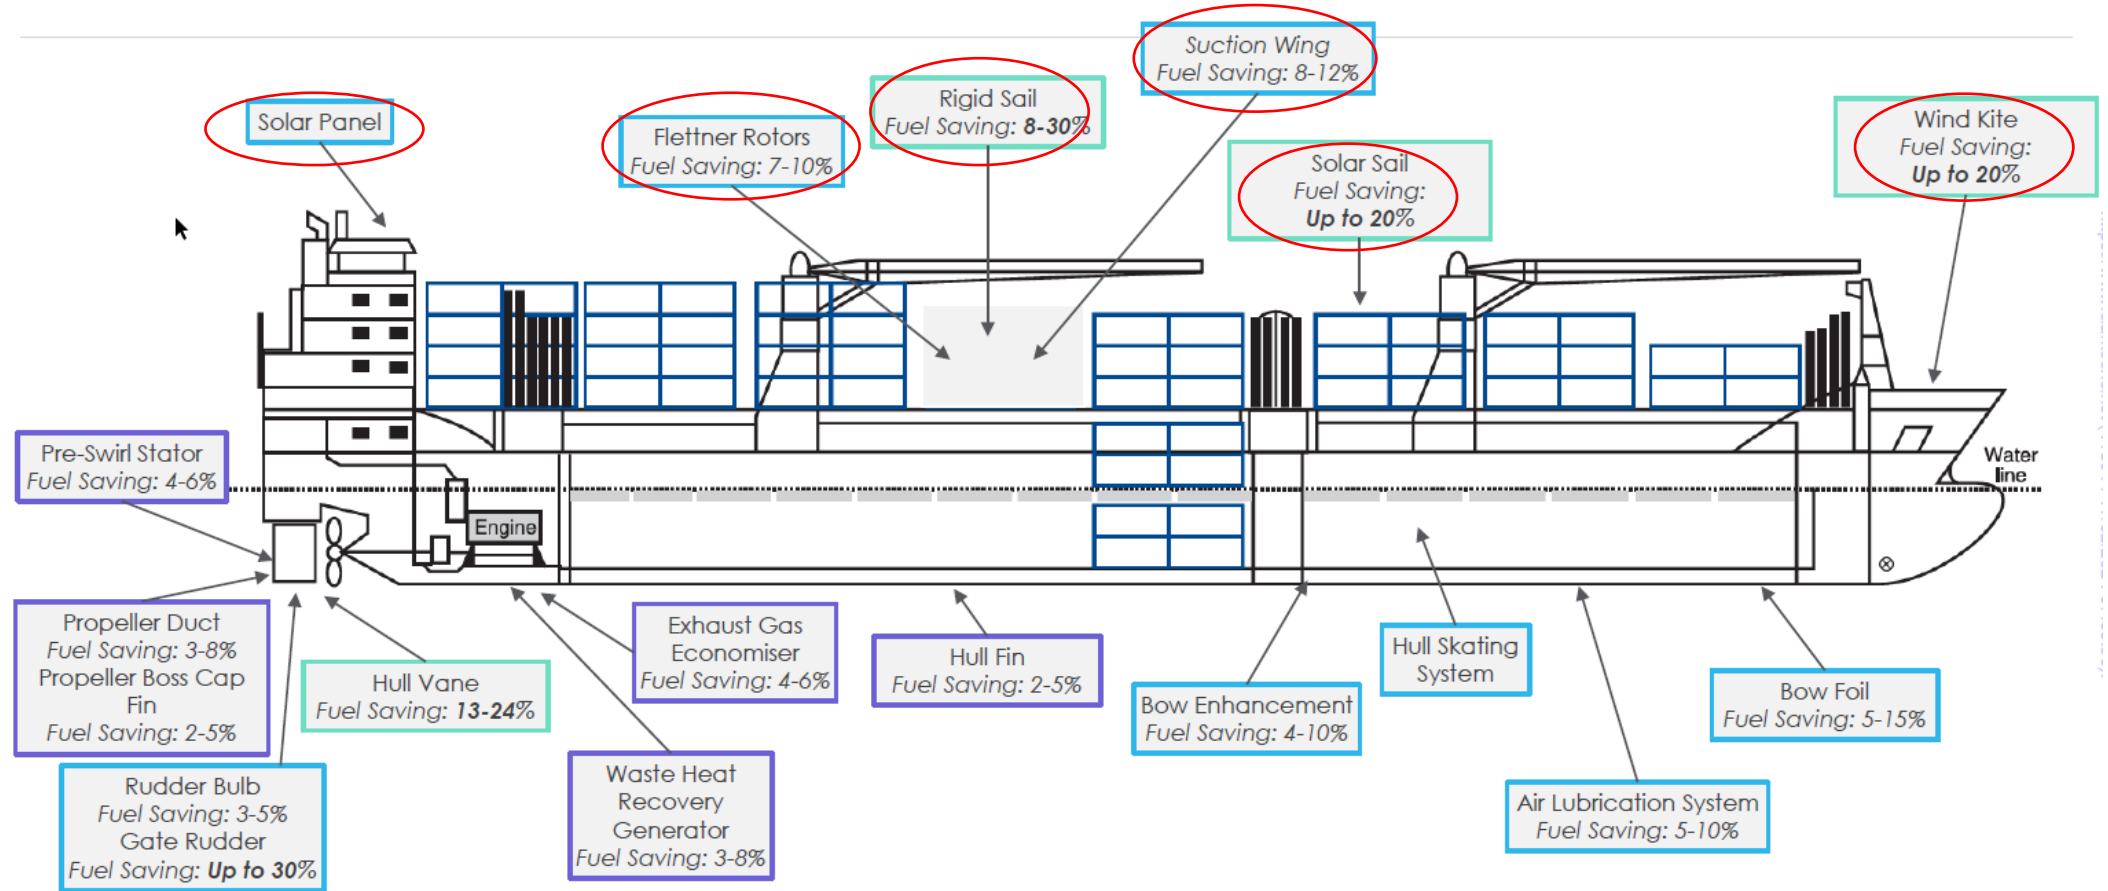 Suction Wing
Fuel Saving: 8-12%
Rigid Sail
Fuel Saving: 8-30%
Solar Panel
Flettner Rotors
Fuel Saving: 7-10%
Solar Sail
Fuel Saving:
Up to 20%
Wind Kite
Fuel Saving:
Up to 20%
Pre-Swirl Stator
Fuel Saving: 4-6%
Water
line
Engine
Propeller Duct
Fuel Saving: 3-8%
Propeller Boss Cap
Fin
Fuel Saving: 2-5%
Hull Vane
Fuel Saving: 13-24%
Exhaust Gas
Economiser
Fuel Saving: 4-6%
Hull Fin
Fuel Saving: 2-5%
Bow Enhancement
Fuel Saving: 4-10%
Hull Skating
System
Bow Foil
Fuel Saving: 5-15%
Rudder Bulb
Fuel Saving: 3-5%
Gate Rudder
Fuel Saving: Up to 30%
Waste Heat
Recovery
Generator
Fuel Saving: 3-8%
Air Lubrication System
Fuel Saving: 5-10%